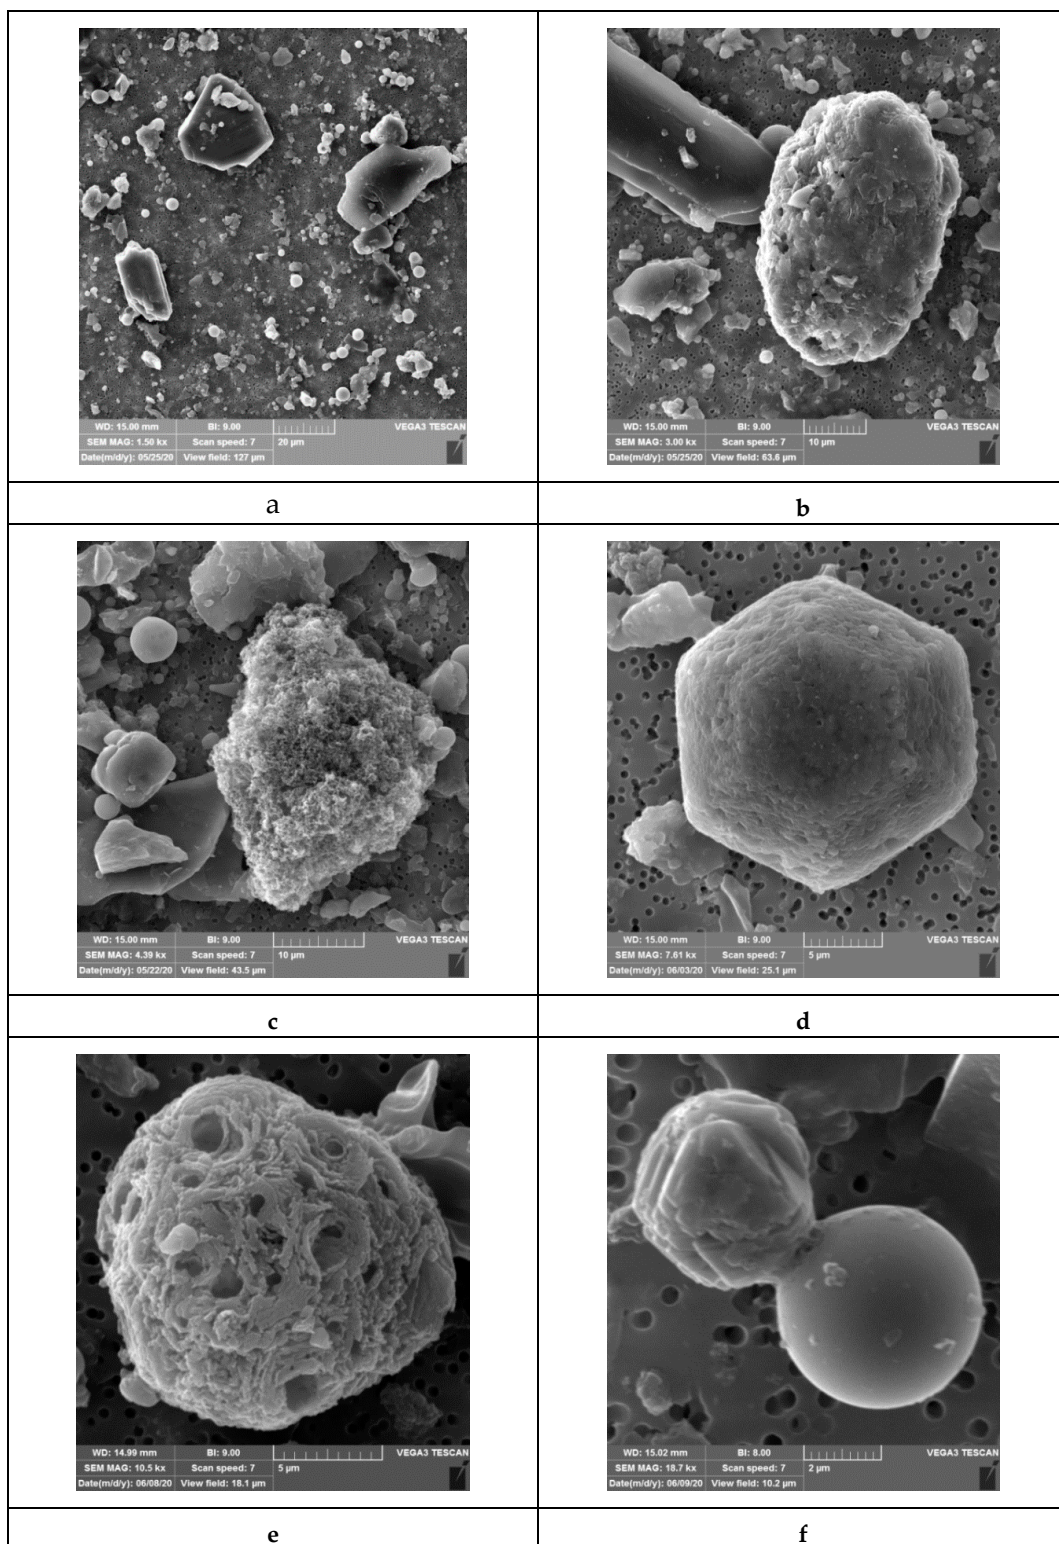 WD: 15.00 mm BI: 9.00 VEGA3 TESCAN
SEM MAG: 1.50 kx Scan speed: 7 20 µm
Date(m/d/y): 05/25/20 View field: 127 µm
WD: 15.00 mm BI: 9.00 VEGA3 TESCAN
SEM MAG: 3.00 kx Scan speed: 7 10 µm
Date(m/d/y): 05/25/20 View field: 63.6 µm
a
b
WD: 15.00 mm BI: 9.00 VEGA3 TESCAN
SEM MAG: 4.39 kx Scan speed: 7 10 µm
Date(m/d/y): 05/22/20 View field: 43.5 µm
WD: 15.00 mm BI: 9.00 VEGA3 TESCAN
SEM MAG: 7.61 kx Scan speed: 7 5 µm
Date(m/d/y): 06/03/20 View field: 25.1 µm
c
d
WD: 14.99 mm BI: 9.00 VEGA3 TESCAN
SEM MAG: 10.5 kx Scan speed: 7 5 µm
Date(m/d/y): 06/08/20 View field: 18.1 µm
WD: 15.02 mm BI: 8.00 VEGA3 TESCAN
SEM MAG: 18.7 kx Scan speed: 7 2 µm
Date(m/d/y): 06/09/20 View field: 10.2 µm
e
f